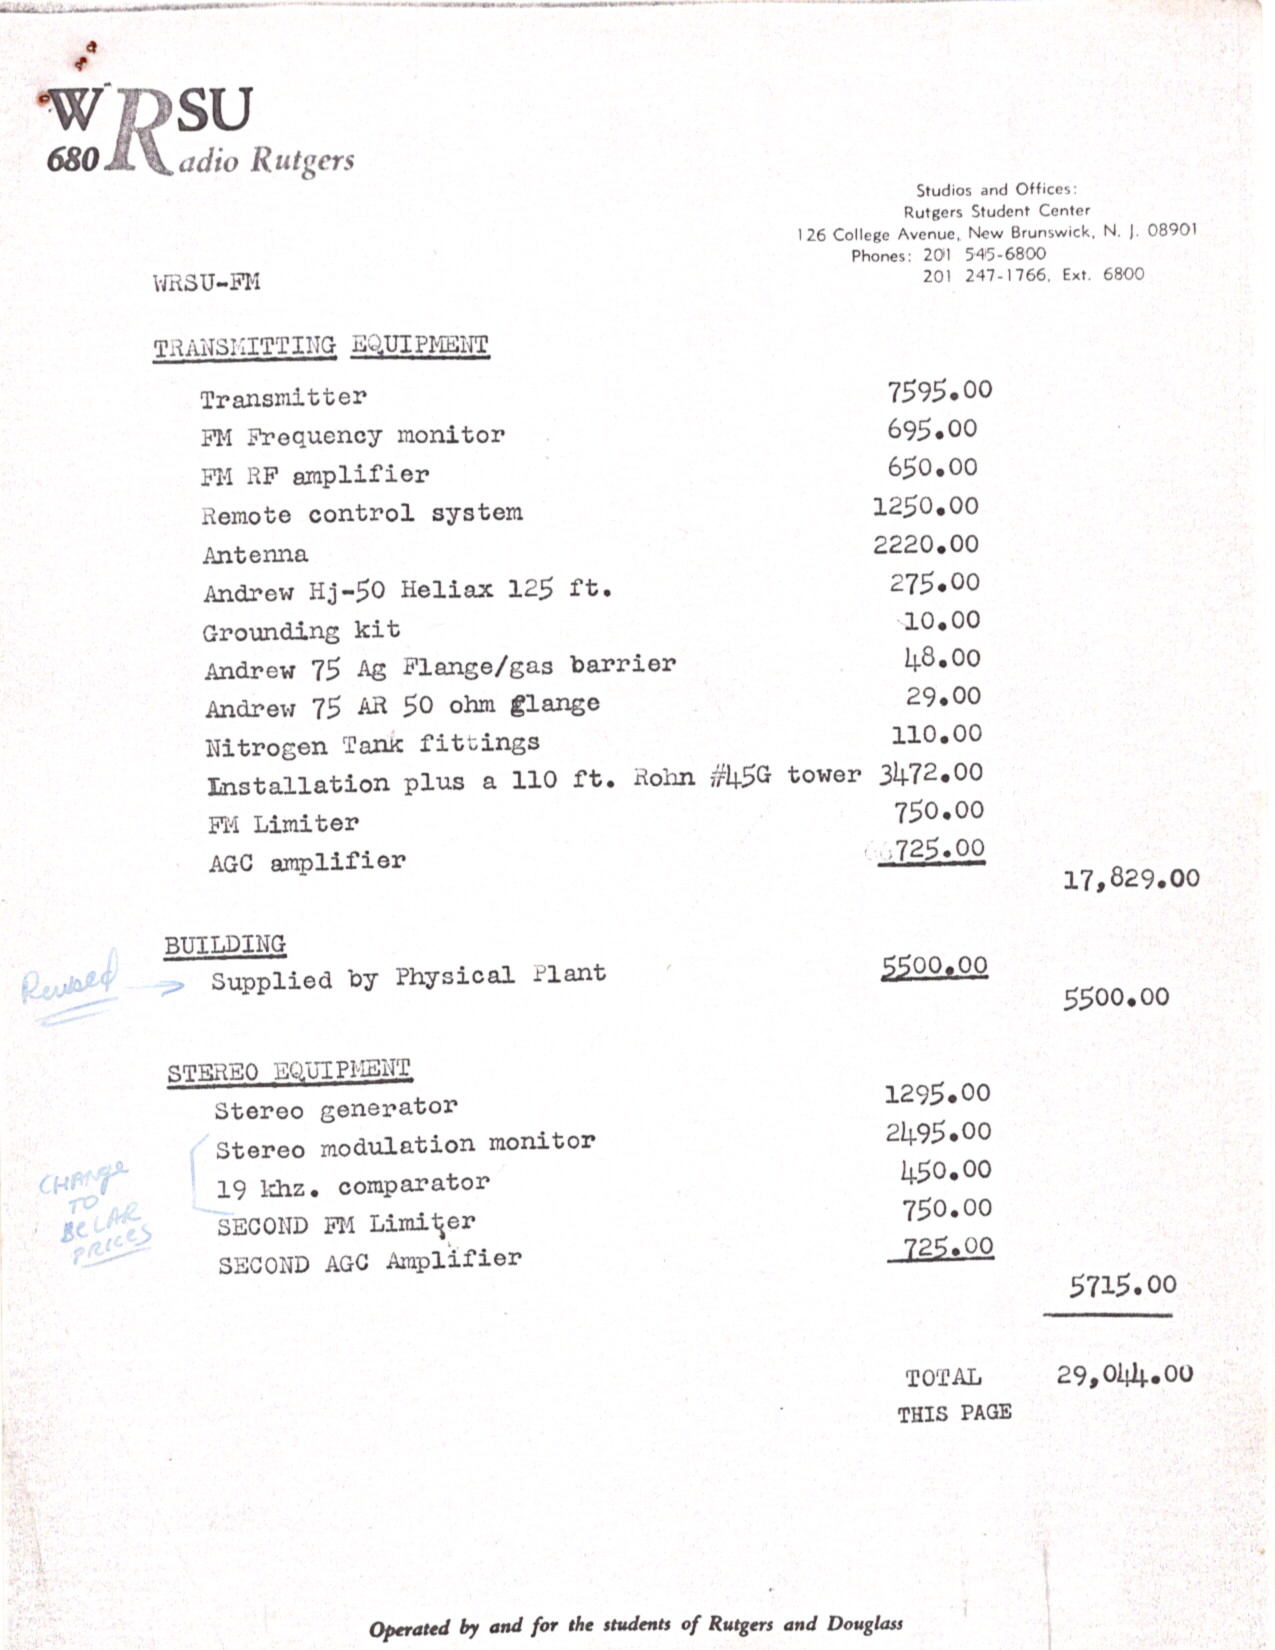 WRSU
680 Radio Rutgers
Studios and Offices:
Rutgers Student Center
126 College Avenue, New Brunswick, N. J. 08901
Phones: 201 545-6800
201 247-1766, Ext. 6800
WRSU-FM
TRANSMITTING EQUIPMENT
Transmitter 7595.00
FM Frequency monitor 695.00
FM RF amplifier 650.00
Remote control system 1250.00
Antenna 2220.00
Andrew Hj-50 Heliax 125 ft. 275.00
Grounding kit 10.00
Andrew 75 Ag Flange/gas barrier 48.00
Andrew 75 AR 50 ohm glange 29.00
Nitrogen Tank fittings 110.00
Installation plus a 110 ft. Rohn #45G tower 3472.00
FM Limiter 750.00
AGC amplifier 725.00
17,829.00
BUILDING
Revised → Supplied by Physical Plant 5500.00
5500.00
STEREO EQUIPMENT
Stereo generator 1295.00
Stereo modulation monitor 2495.00
19 khz. comparator 450.00
SECOND FM Limiter 750.00
SECOND AGC Amplifier 725.00
CHANGE
TO
BELAR
PRICES
5715.00
TOTAL 29,044.00
THIS PAGE
Operated by and for the students of Rutgers and Douglass